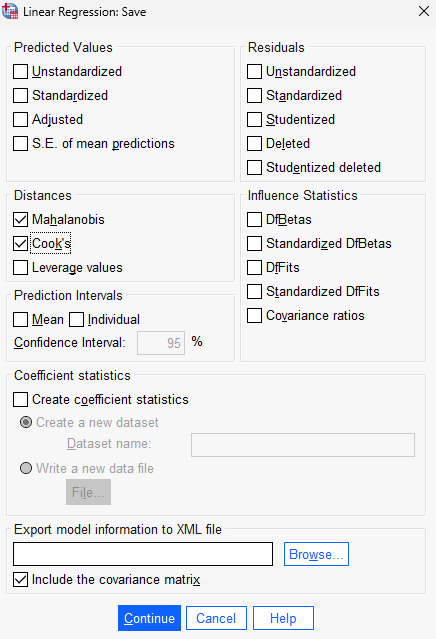 Linear Regression: Save
Predicted Values
Unstandardized
Standardized
Adjusted
S.E. of mean predictions
Residuals
Unstandardized
Standardized
Studentized
Deleted
Studentized deleted
Distances
Mahalanobis
Cook's
Leverage values
Influence Statistics
DfBetas
Standardized DfBetas
DfFits
Standardized DfFits
Covariance ratios
Prediction Intervals
Mean Individual
Confidence Interval: 95 %
Coefficient statistics
Create coefficient statistics
Create a new dataset
Dataset name:
Write a new data file
File...
Export model information to XML file
Browse...
Include the covariance matrix
Continue Cancel Help